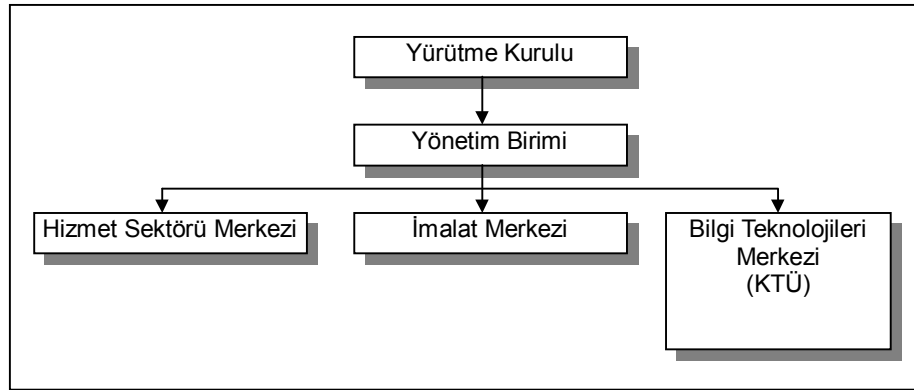 Yürütme Kurulu
Yönetim Birimi
Hizmet Sektörü Merkezi
İmalat Merkezi
Bilgi Teknolojileri
Merkezi
(KTÜ)